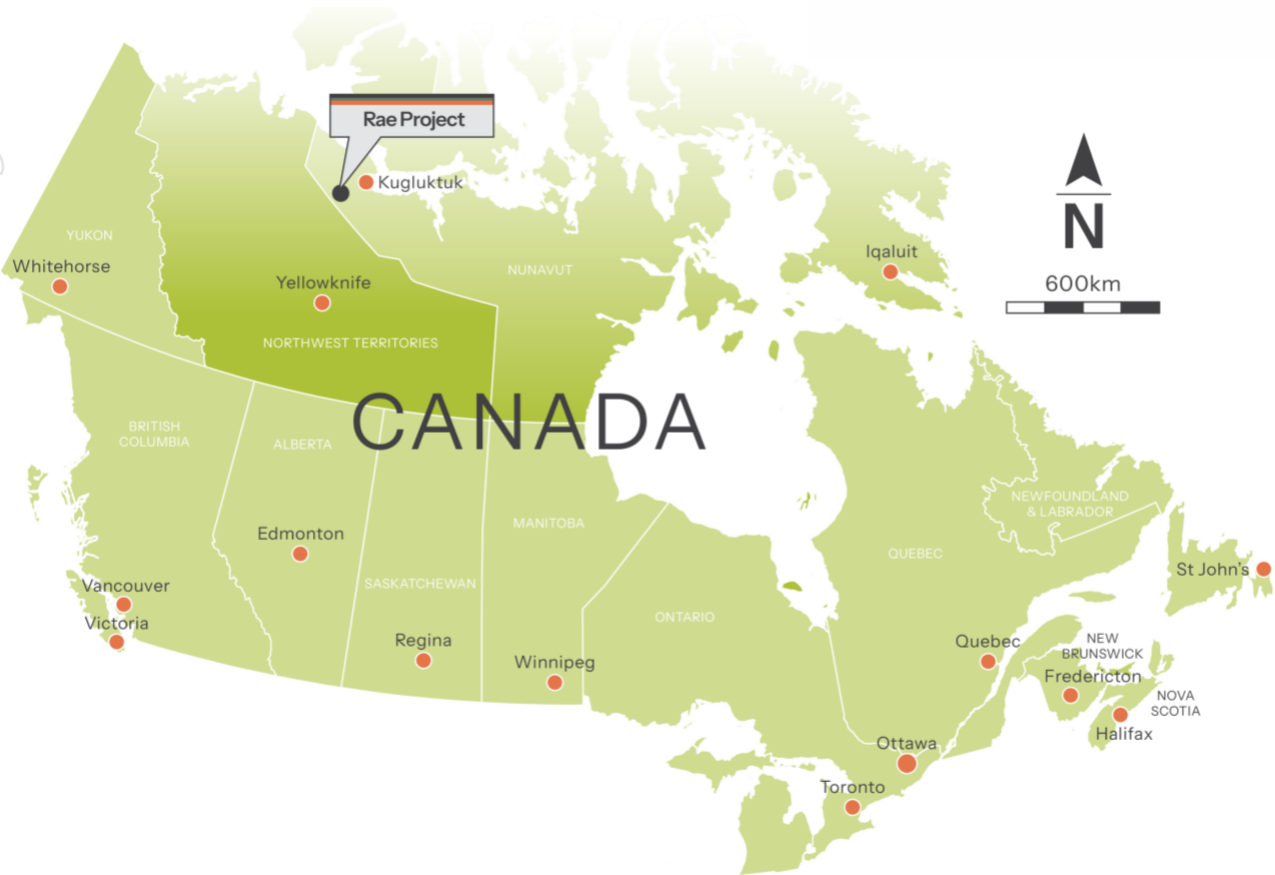 Rae Project
Kugluktuk
YUKON
Whitehorse
Iqaluit
N
600km
NUNAVUT
Yellowknife
NORTHWEST TERRITORIES
CANADA
BRITISH
COLUMBIA
ALBERTA
Edmonton
MANITOBA
NEWFOUNDLAND
& LABRADOR
QUEBEC
St John's
Vancouver
Victoria
SASKATCHEWAN
Regina
Winnipeg
ONTARIO
Quebec
NEW
BRUNSWICK
Fredericton
NOVA
SCOTIA
Halifax
Ottawa
Toronto